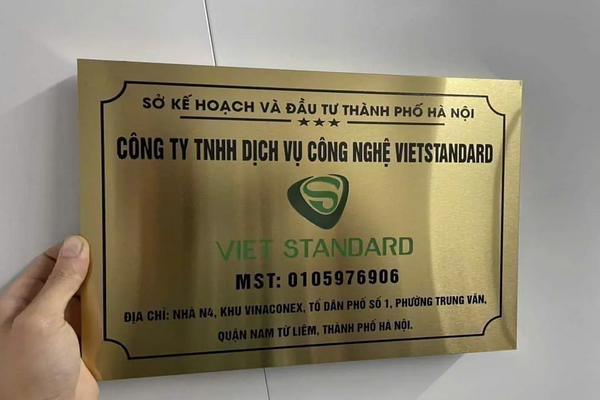 SỞ KẾ HOẠCH VÀ ĐẦU TƯ THÀNH PHỐ HÀ NỘI
CÔNG TY TNHH DỊCH VỤ CÔNG NGHỆ VIETSTANDARD
S
VIET STANDARD
MST: 0105976906
ĐỊA CHỈ: NHÀ N4, KHU VINACONEX, TỔ DÂN PHỐ SỐ 1, PHƯỜNG TRUNG VĂN,
QUẬN NAM TỪ LIÊM, THÀNH PHỐ HÀ NỘI.